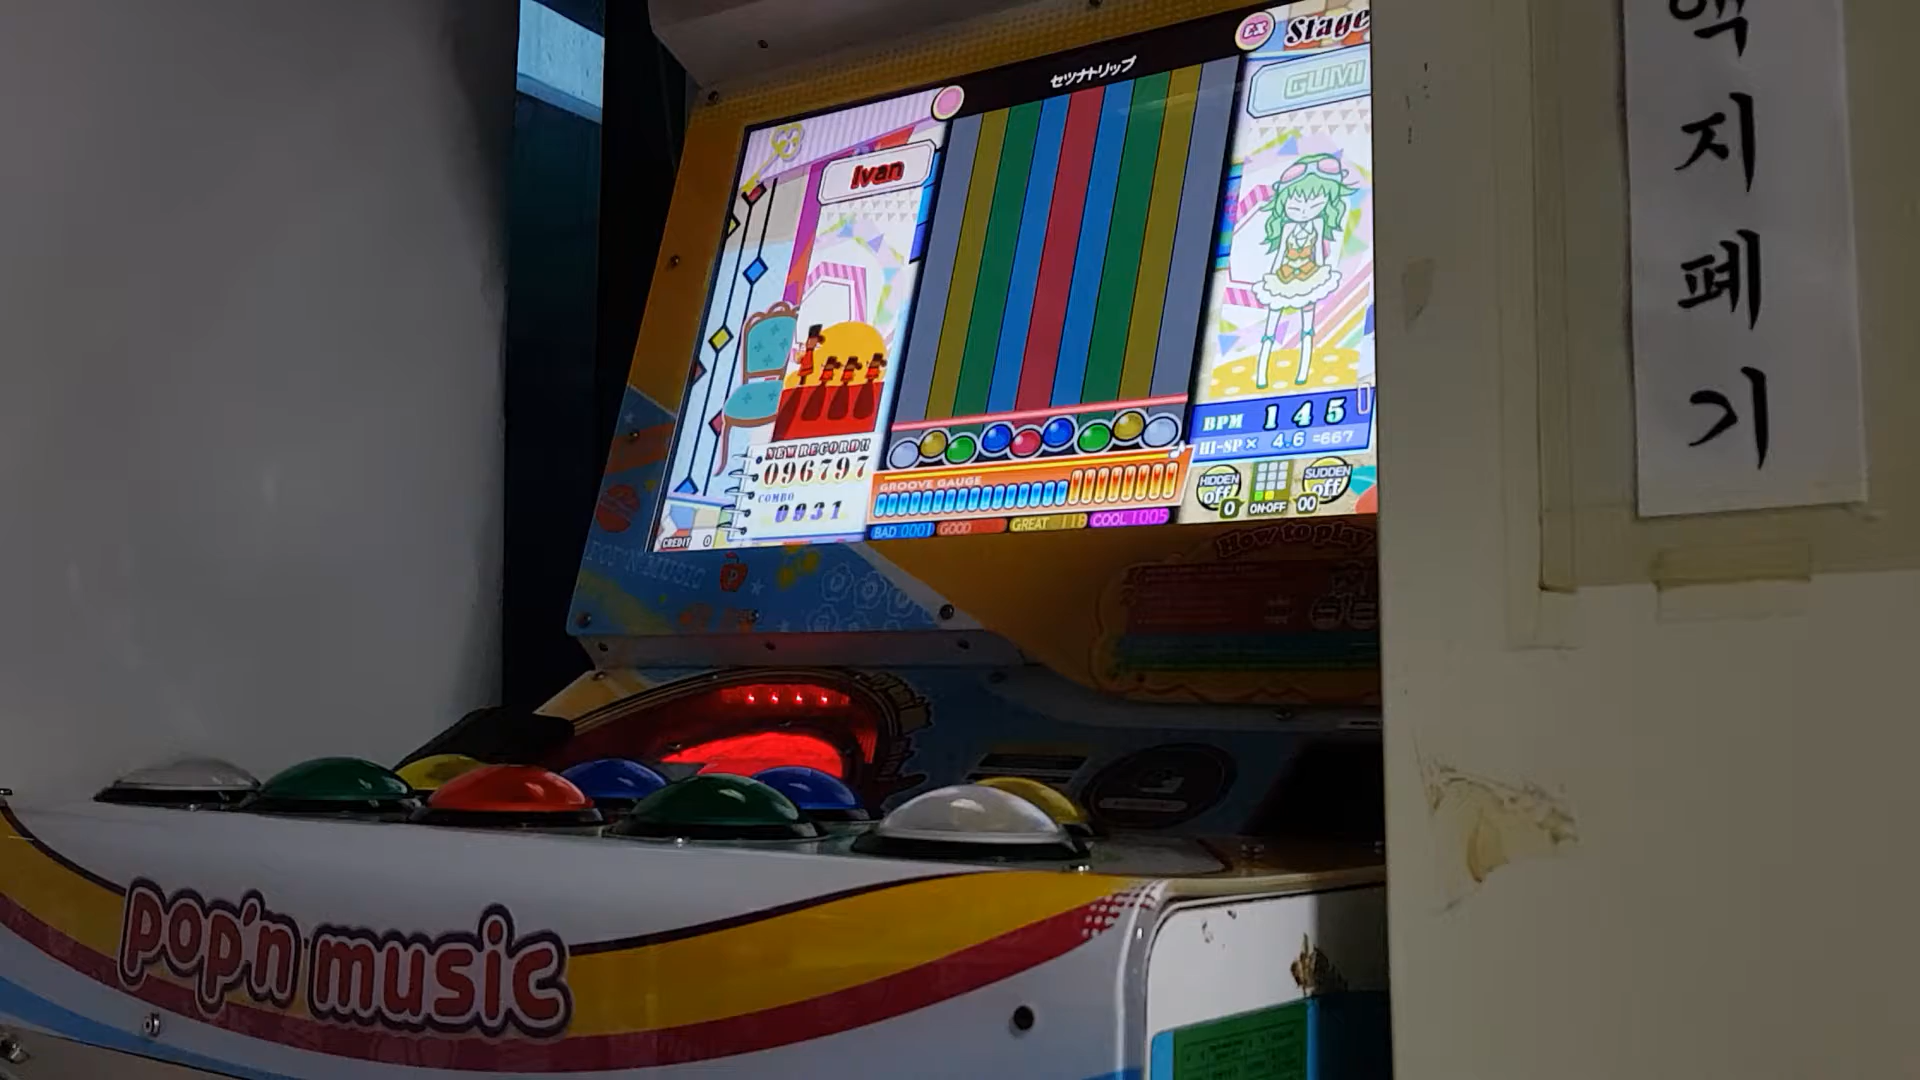 セツナトリップ
EX Stage
GUMI
Ivan
NEW RECORD!!
096797
COMBO
0931
CREDIT 0
GROOVE GAUGE
BAD 0001 GOOD GREAT 118 COOL 1005
BPM 145
HI-SP× 4.6 =667
HIDDEN
off
0
ON-OFF
SUDDEN
off
00
POP'N MUSIC
How to play
pop'n music
지
폐
기